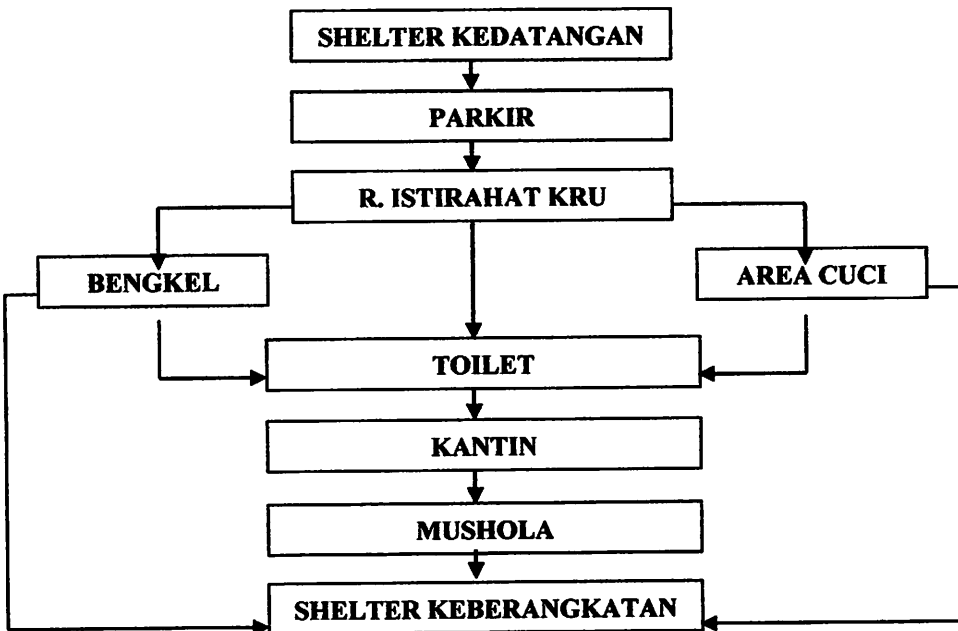 SHELTER KEDATANGAN
PARKIR
R. ISTIRAHAT KRU
BENGKEL
AREA CUCI
TOILET
KANTIN
MUSHOLA
SHELTER KEBERANGKATAN